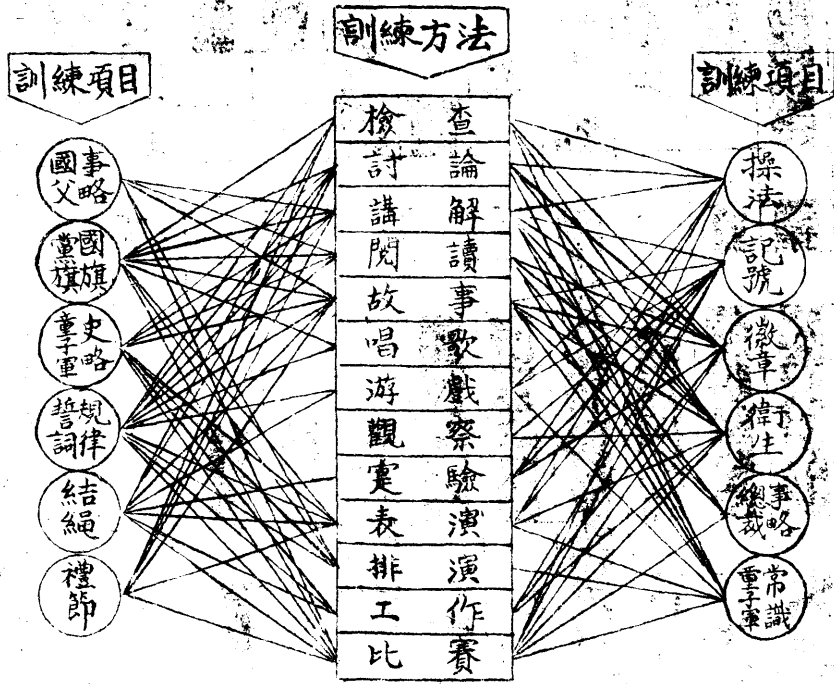 訓練方法
訓練項目
訓練項目
國父事略
黨旗國旗
童子軍史略
誓詞規律
結繩
禮節
檢查
討論
講解
閱讀
故事
唱歌
游戲
觀察
實驗
表演
排演
工作
比賽
操法
記號
徽章
衛生
總裁事略
童子軍常識